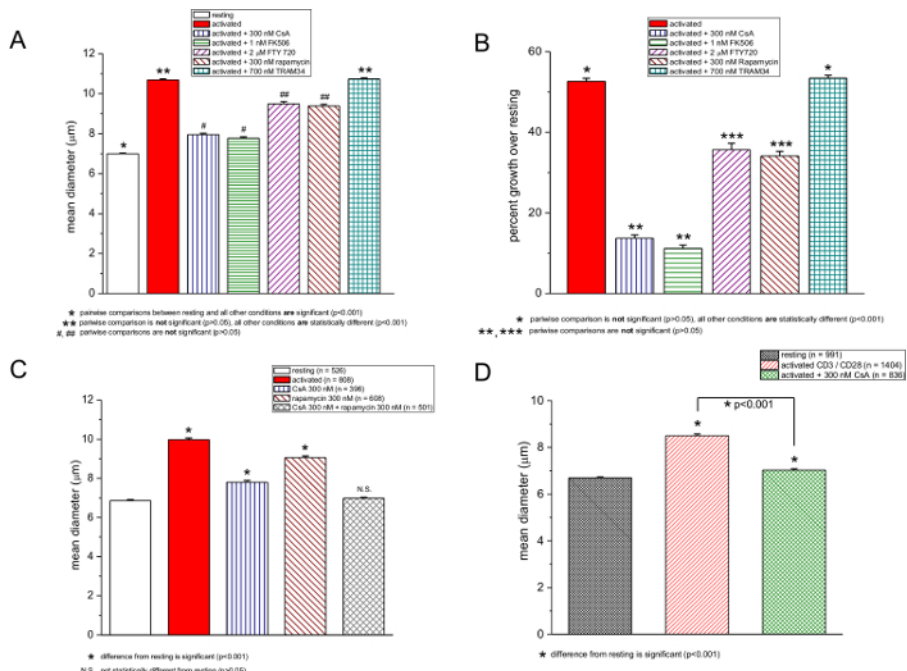 A
resting
activated
activated + 300 nM CsA
activated + 1 nM FK506
activated + 2 μM FTY 720
activated + 300 nM rapamycin
activated + 700 nM TRAM34
mean diameter (μm)
12
10
8
6
4
2
0
*
**
#
#
##
##
**
* pairwise comparisons between resting and all other conditions are significant (p<0.001)
** pariwise comparison is not significant (p>0.05), all other conditions are statistically different (p<0.001)
#, ## pariwise comparisons are not significant (p>0.05)
B
activated
activated + 300 nM CsA
activated + 1 nM FK506
activated + 2 μM FTY720
activated + 300 nM Rapamycin
activated + 700 nM TRAM34
percent growth over resting
60
40
20
0
*
**
**
***
***
*
* pariwise comparison is not significant (p>0.05), all other conditions are statistically different (p<0.001)
**, *** pariwise comparisons are not significant (p>0.05)
C
resting (n = 526)
activated (n = 808)
CsA 300 nM (n = 396)
rapamycin 300 nM (n = 608)
CsA 300 nM + rapamycin 300 nM (n = 501)
mean diameter (μm)
12
10
8
6
4
2
0
*
*
*
N.S.
* difference from resting is significant (p<0.001)
N.S. not statistically different from resting (p>0.05)
D
resting (n = 991)
activated CD3 / CD28 (n = 1404)
activated + 300 nM CsA (n = 836)
mean diameter (μm)
10
8
6
4
2
0
* p<0.001
*
*
* difference from resting is significant (p<0.001)